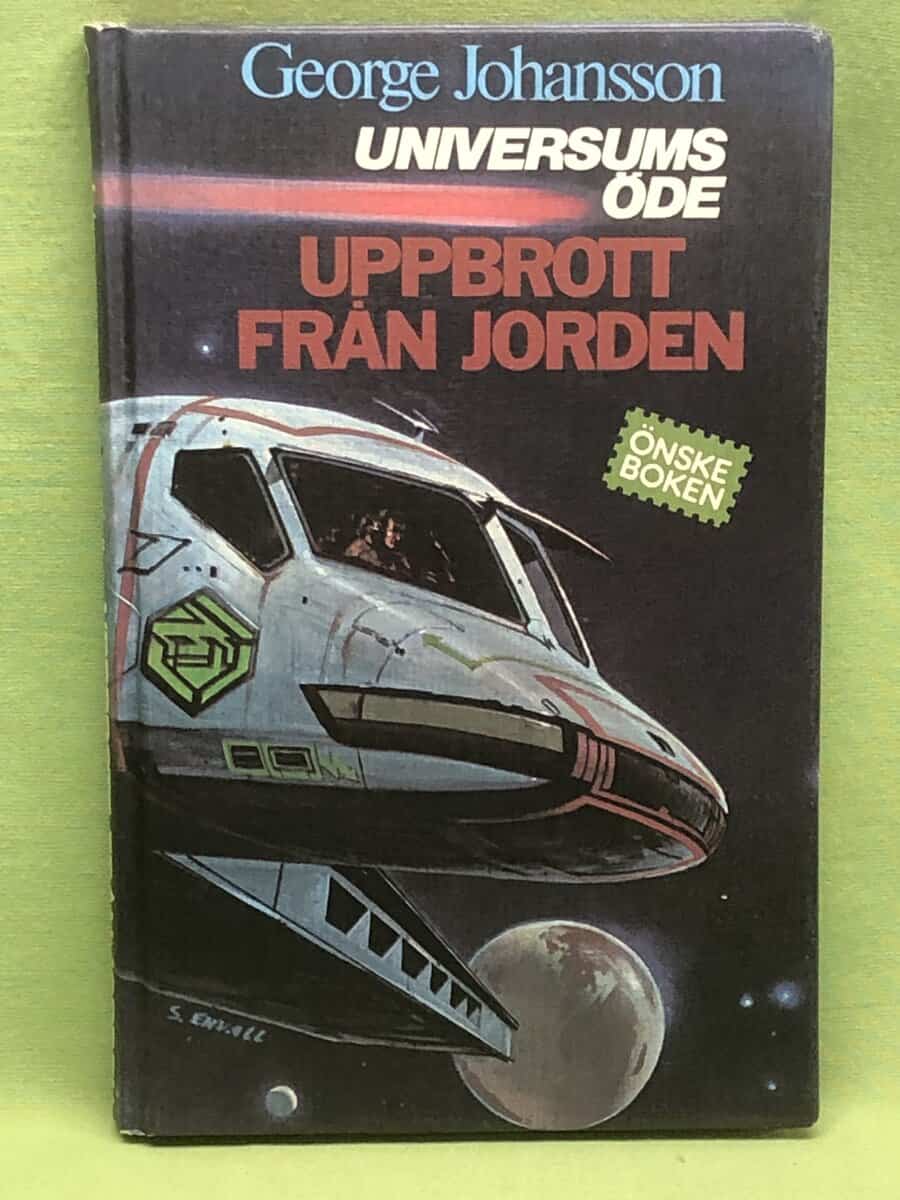 George Johansson
UNIVERSUMS
ÖDE
UPPBROTT
FRÅN JORDEN
ÖNSKE
BOKEN
S. ENVALL